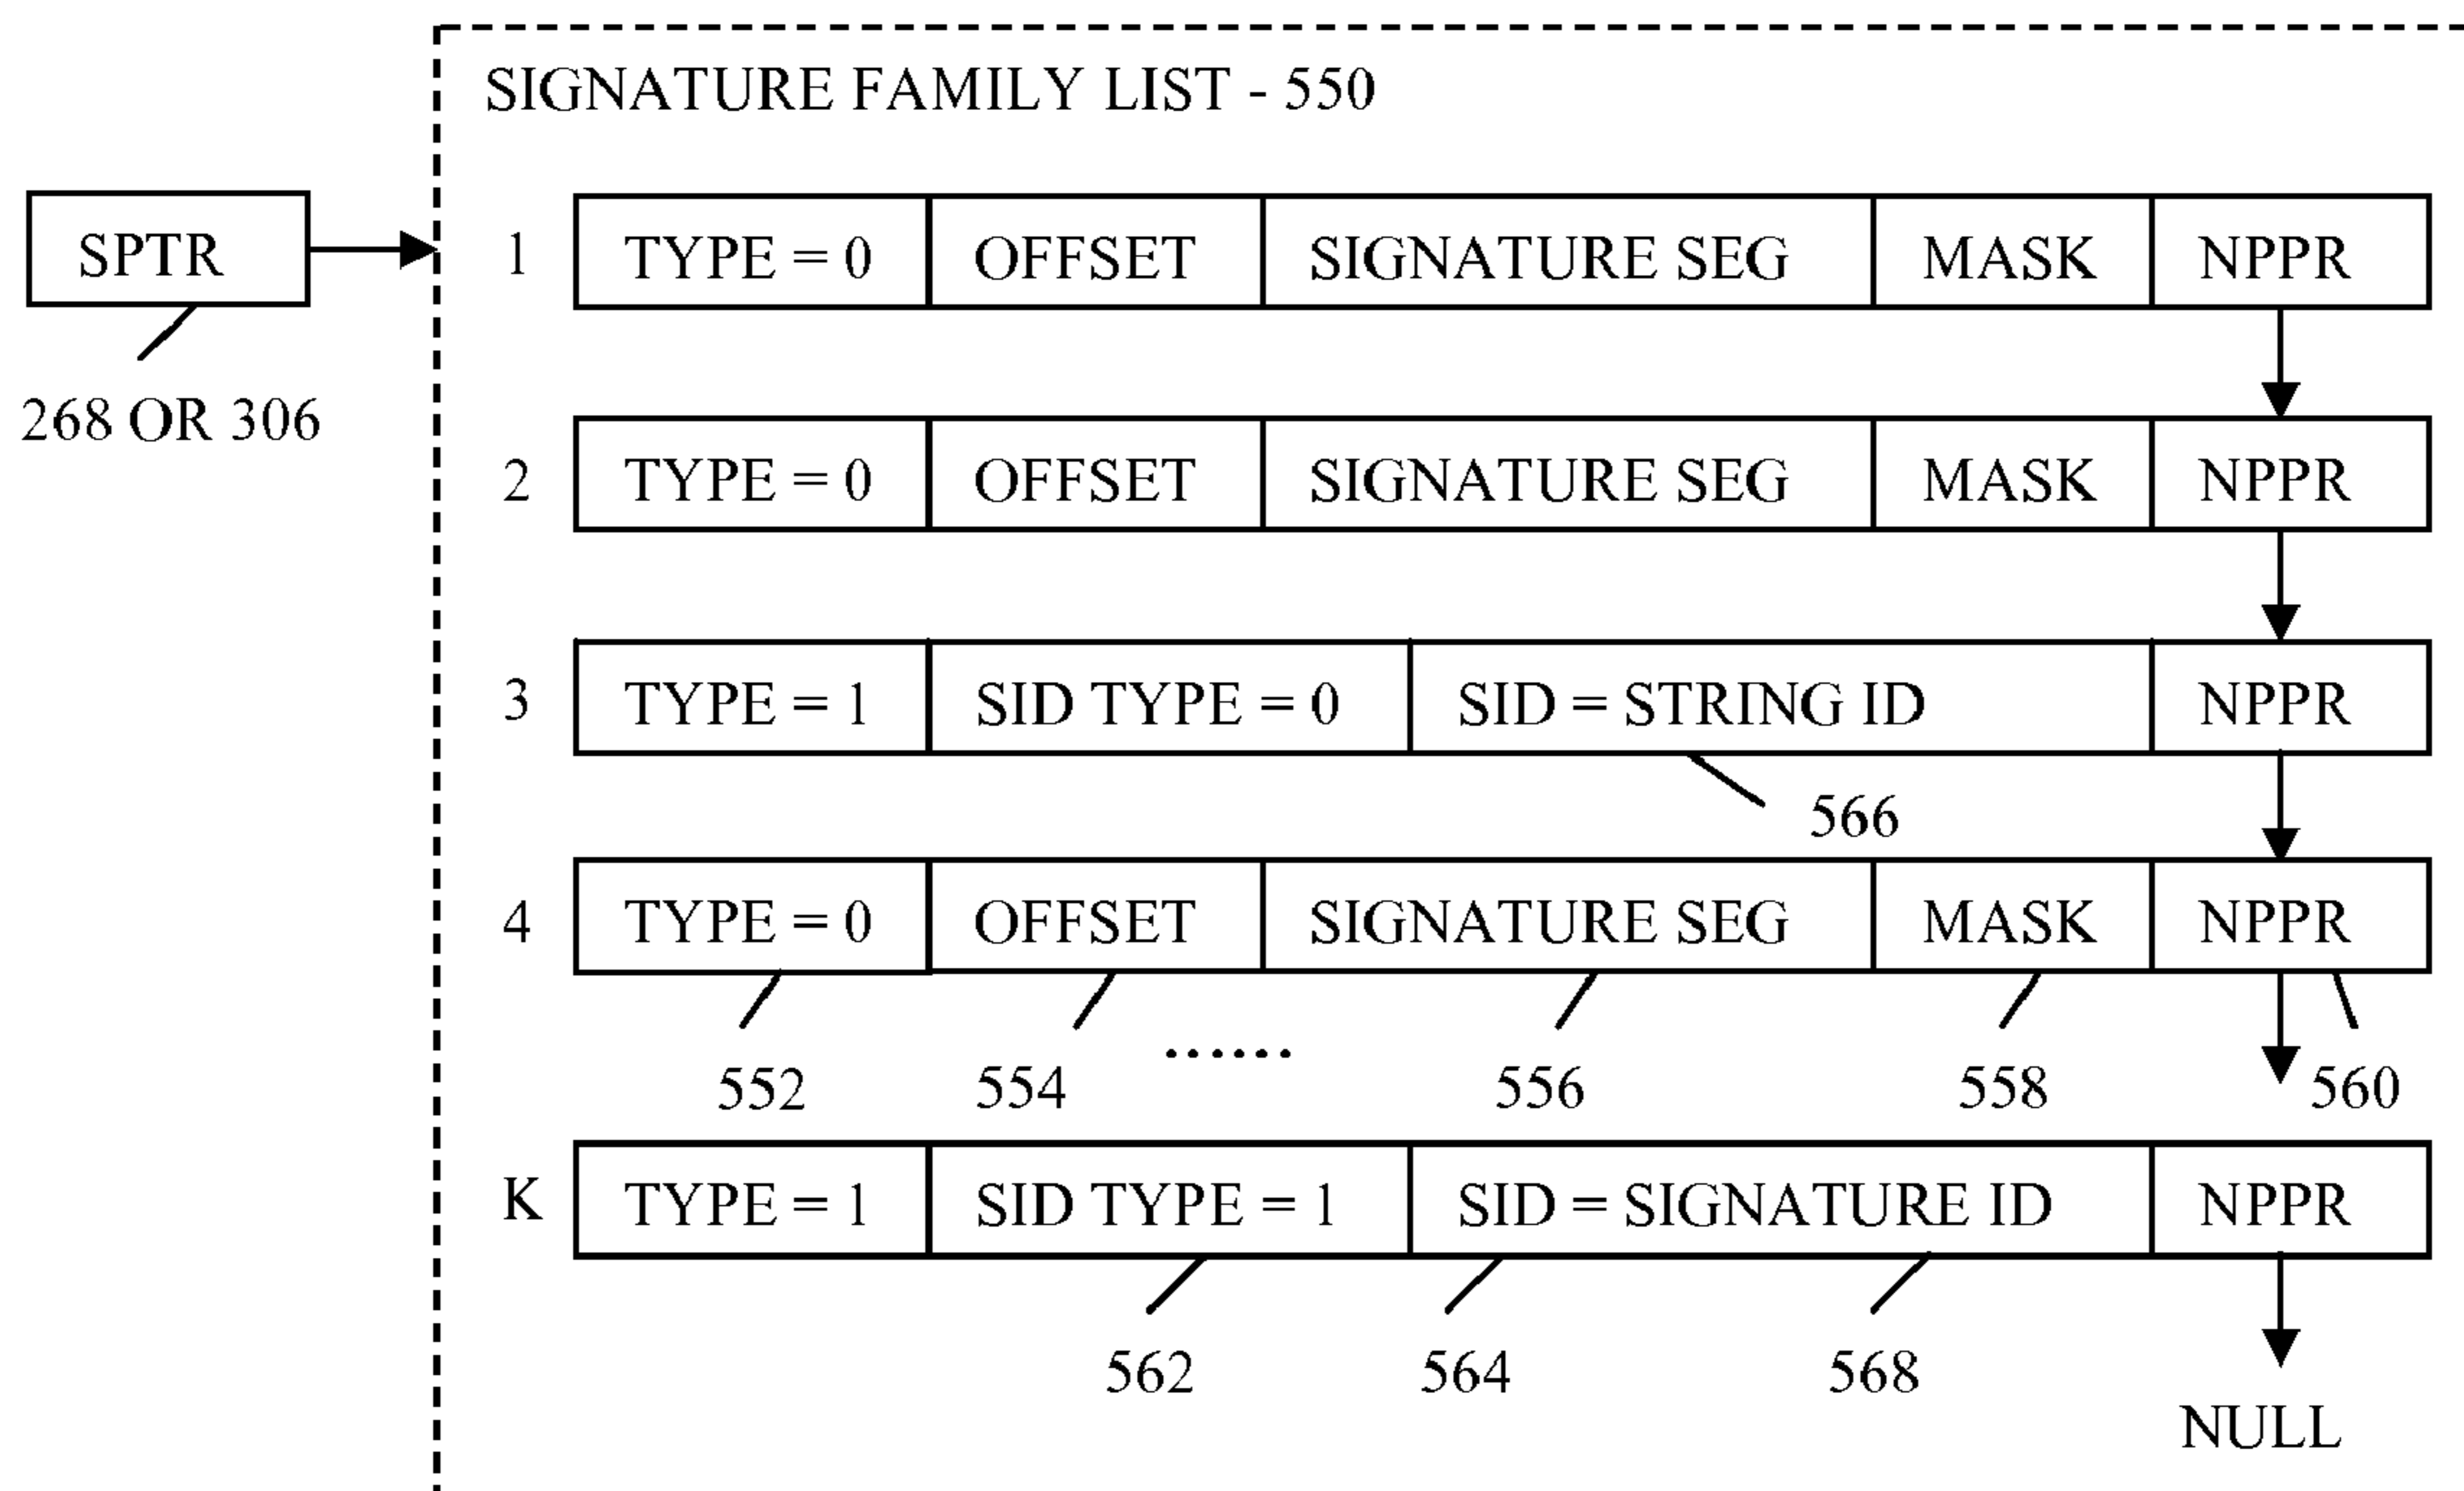 SIGNATURE FAMILY LIST - 550
SPTR
268 OR 306
1 TYPE = 0 OFFSET SIGNATURE SEG MASK NPPR
2 TYPE = 0 OFFSET SIGNATURE SEG MASK NPPR
3 TYPE = 1 SID TYPE = 0 SID = STRING ID NPPR
566
4 TYPE = 0 OFFSET SIGNATURE SEG MASK NPPR
552 554 ...... 556 558 560
K TYPE = 1 SID TYPE = 1 SID = SIGNATURE ID NPPR
562 564 568
NULL